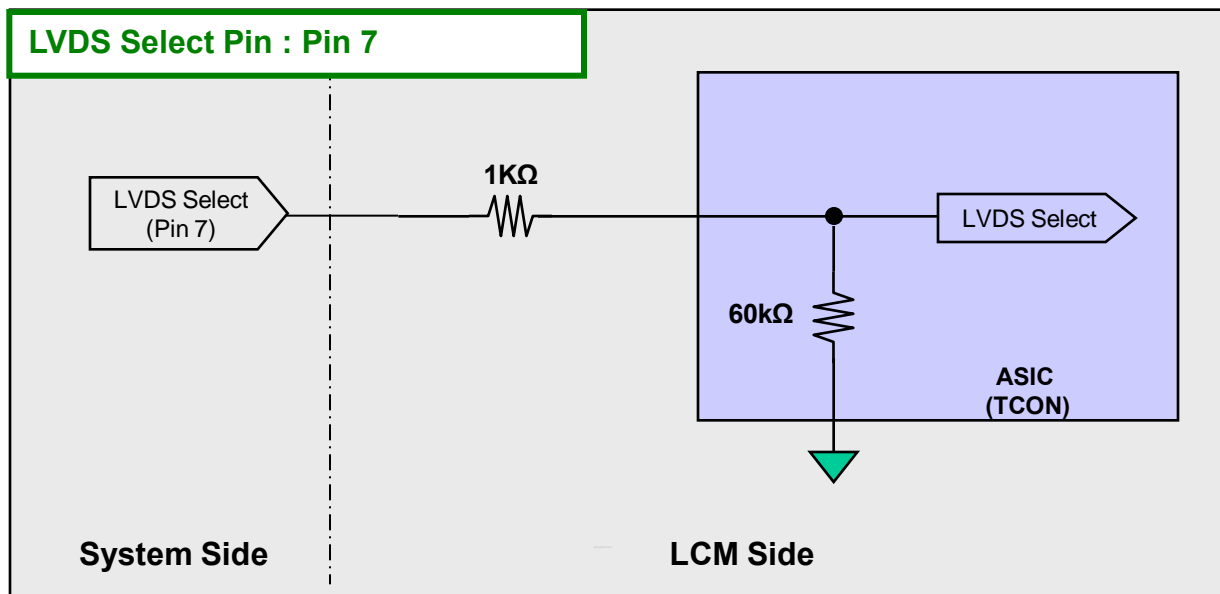 LVDS Select Pin : Pin 7
LVDS Select
(Pin 7)
1KΩ
LVDS Select
60kΩ
ASIC
(TCON)
System Side
LCM Side